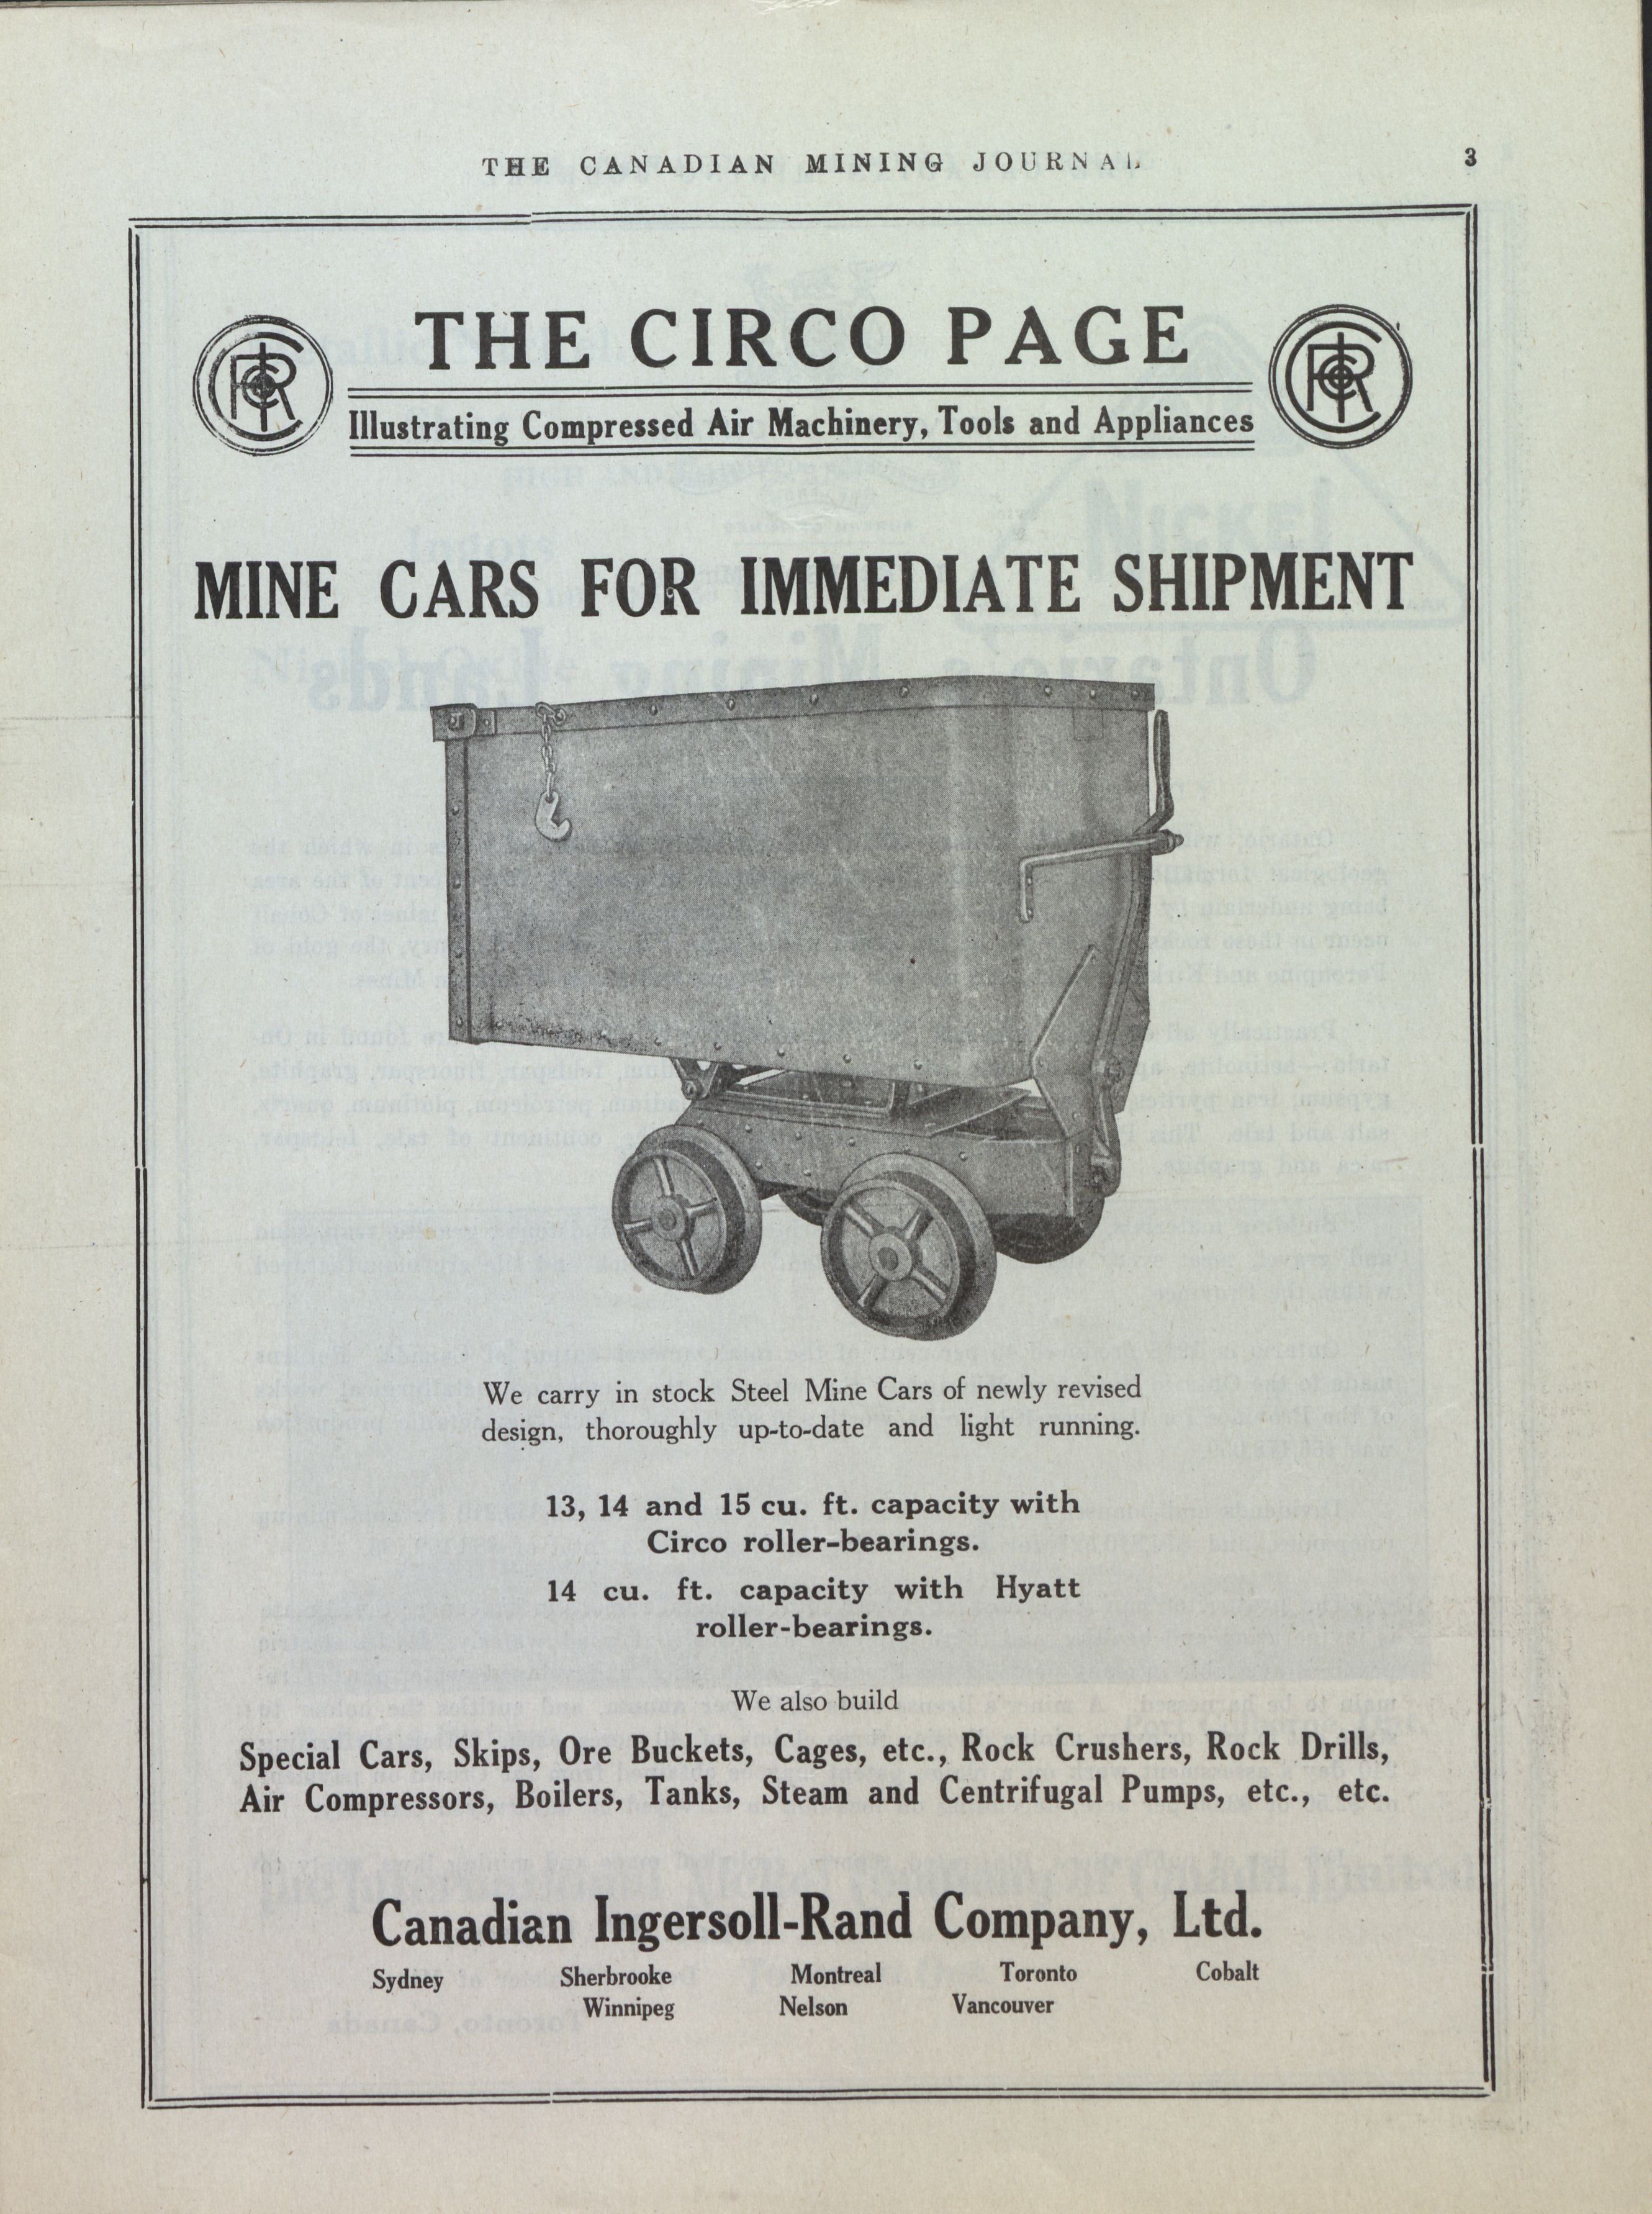 THE CANADIAN MINING JOURNAL
3
THE CIRCO PAGE
Illustrating Compressed Air Machinery, Tools and Appliances
MINE CARS FOR IMMEDIATE SHIPMENT
We carry in stock Steel Mine Cars of newly revised
design, thoroughly up-to-date and light running.
13, 14 and 15 cu. ft. capacity with
Circo roller-bearings.
14 cu. ft. capacity with Hyatt
roller-bearings.
We also build
Special Cars, Skips, Ore Buckets, Cages, etc., Rock Crushers, Rock Drills,
Air Compressors, Boilers, Tanks, Steam and Centrifugal Pumps, etc., etc.
Canadian Ingersoll-Rand Company, Ltd.
Sydney Sherbrooke Montreal Toronto Cobalt
Winnipeg Nelson Vancouver